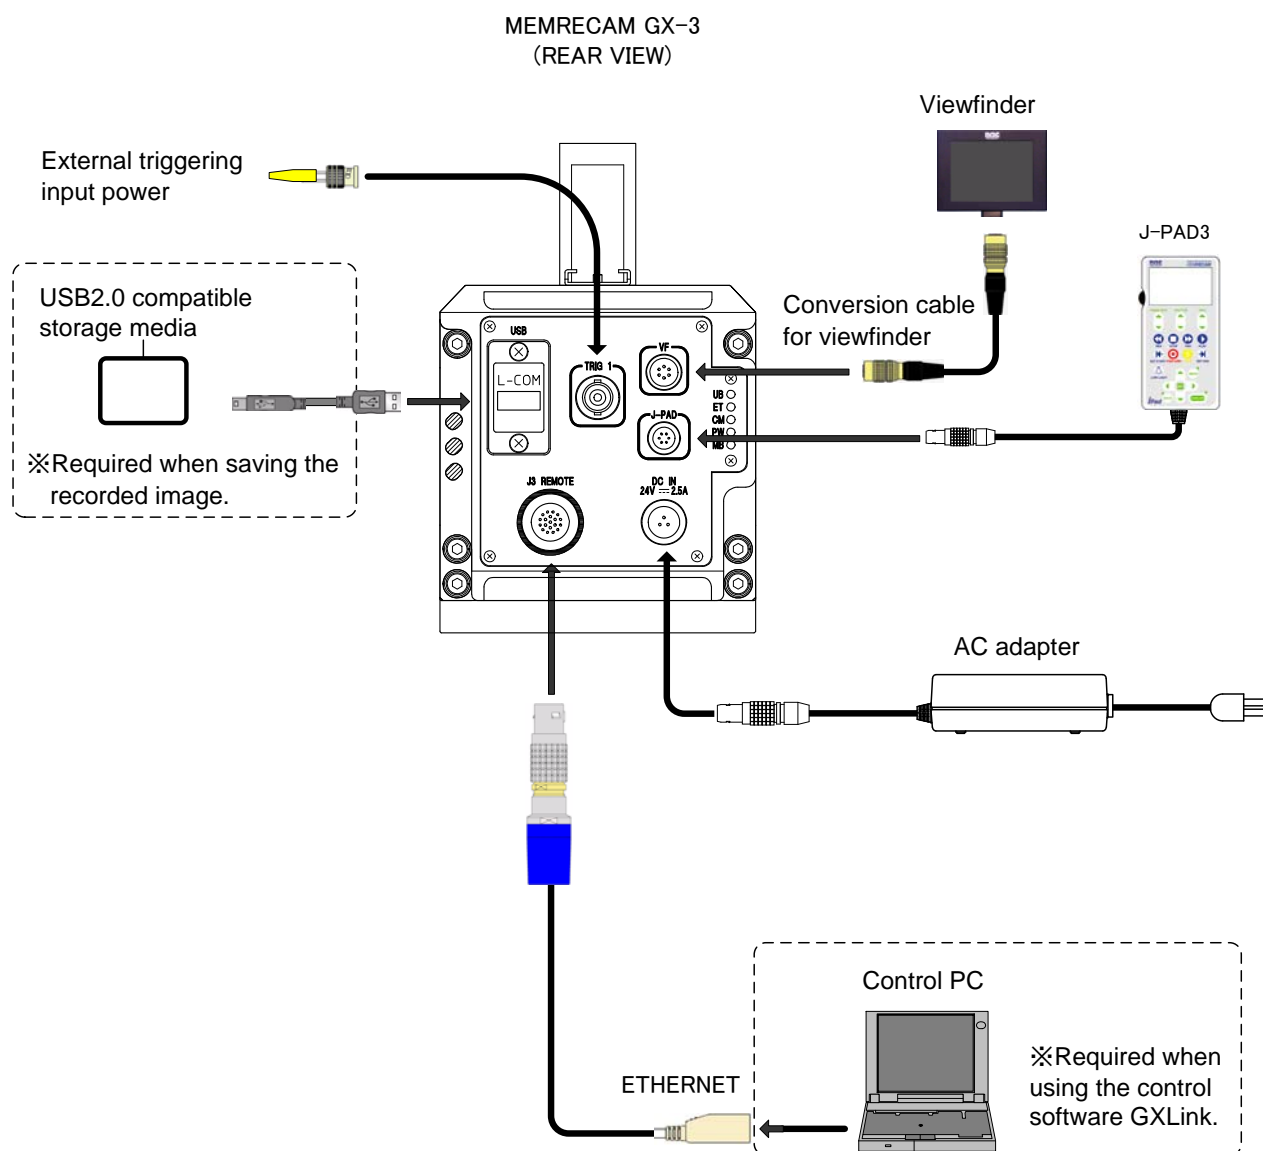 MEMRECAM GX-3
(REAR VIEW)
Viewfinder
External triggering
input power
J-PAD3
USB2.0 compatible
storage media
Conversion cable
for viewfinder
USB
L-COM
TRIG 1
VF
UB
ET
CM
PW
MB
J-PAD
※Required when saving the
recorded image.
J3 REMOTE
DC IN
24V ⎓ 2.5A
AC adapter
Control PC
※Required when
using the control
software GXLink.
ETHERNET